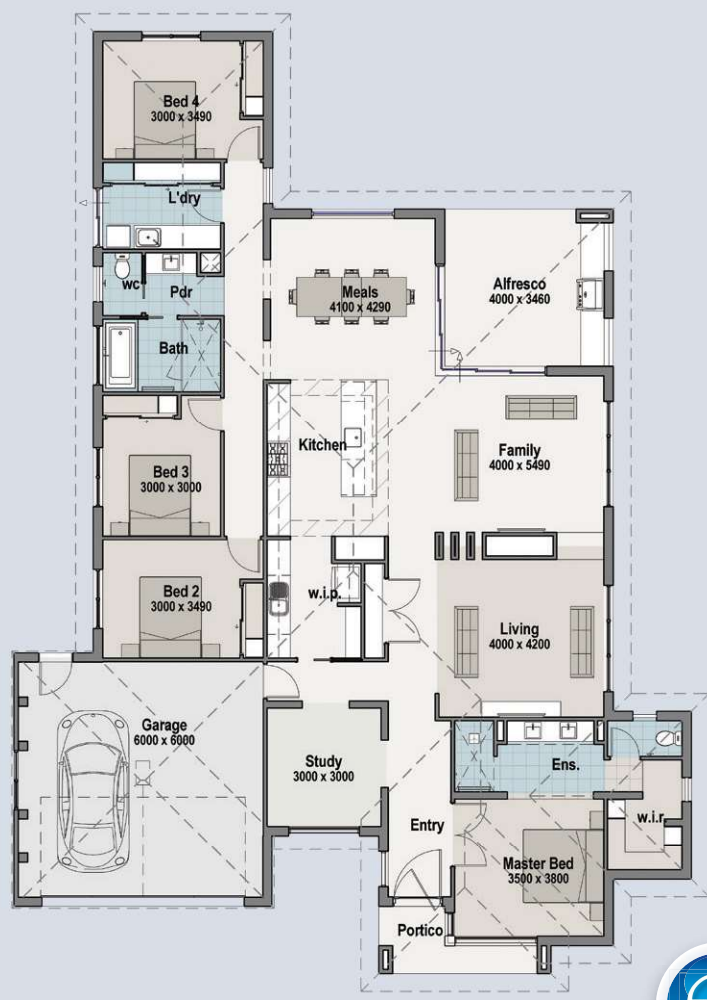 Bed 4
3000 x 3490
L'dry
wc
Pdr
Bath
Meals
4100 x 4290
Alfresco
4000 x 3460
Kitchen
Family
4000 x 5490
Bed 3
3000 x 3000
Bed 2
3000 x 3490
w.i.p.
Living
4000 x 4200
Garage
6000 x 6000
Study
3000 x 3000
Ens.
w.i.r.
Entry
Master Bed
3500 x 3800
Portico